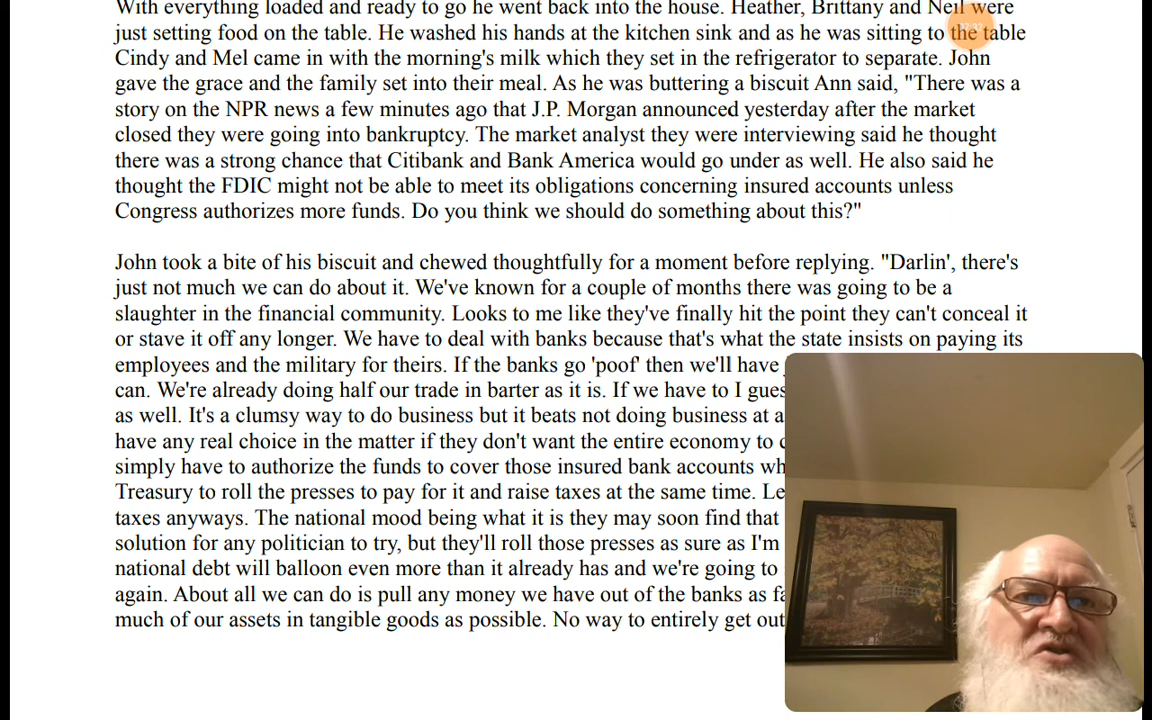 With everything loaded and ready to go he went back into the house. Heather, Brittany and Neil were
just setting food on the table. He washed his hands at the kitchen sink and as he was sitting to the table
Cindy and Mel came in with the morning's milk which they set in the refrigerator to separate. John
gave the grace and the family set into their meal. As he was buttering a biscuit Ann said, "There was a
story on the NPR news a few minutes ago that J.P. Morgan announced yesterday after the market
closed they were going into bankruptcy. The market analyst they were interviewing said he thought
there was a strong chance that Citibank and Bank America would go under as well. He also said he
thought the FDIC might not be able to meet its obligations concerning insured accounts unless
Congress authorizes more funds. Do you think we should do something about this?"
John took a bite of his biscuit and chewed thoughtfully for a moment before replying. "Darlin', there's
just not much we can do about it. We've known for a couple of months there was going to be a
slaughter in the financial community. Looks to me like they've finally hit the point they can't conceal it
or stave it off any longer. We have to deal with banks because that's what the state insists on paying its
employees and the military for theirs. If the banks go 'poof' then we'll have
can. We're already doing half our trade in barter as it is. If we have to I gues
as well. It's a clumsy way to do business but it beats not doing business at a
have any real choice in the matter if they don't want the entire economy to
simply have to authorize the funds to cover those insured bank accounts wh
Treasury to roll the presses to pay for it and raise taxes at the same time. Le
taxes anyways. The national mood being what it is they may soon find that
solution for any politician to try, but they'll roll those presses as sure as I'm
national debt will balloon even more than it already has and we're going to
again. About all we can do is pull any money we have out of the banks as fa
much of our assets in tangible goods as possible. No way to entirely get out